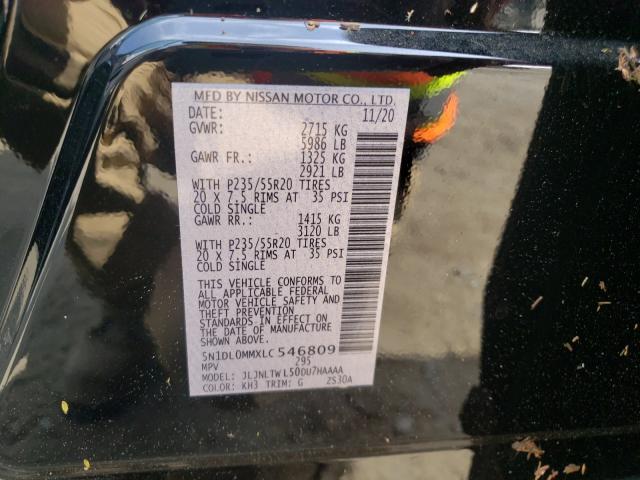 MFD BY NISSAN MOTOR CO., LTD.
DATE: 11/20
GVWR: 2715 KG
5986 LB
GAWR FR.: 1325 KG
2921 LB
WITH P235/55R20 TIRES
20 X 7.5 RIMS AT 35 PSI
COLD SINGLE
GAWR RR.: 1415 KG
3120 LB
WITH P235/55R20 TIRES
20 X 7.5 RIMS AT 35 PSI
COLD SINGLE
THIS VEHICLE CONFORMS TO
ALL APPLICABLE FEDERAL
MOTOR VEHICLE SAFETY AND
THEFT PREVENTION
STANDARDS IN EFFECT ON
THE DATE OF MANUFACTURE
SHOWN ABOVE.
5N1DL0MMXLC546809
MPV 295
MODEL: JLJNLTWL50DU7HAAAA
COLOR: KH3 TRIM: G 2S30A